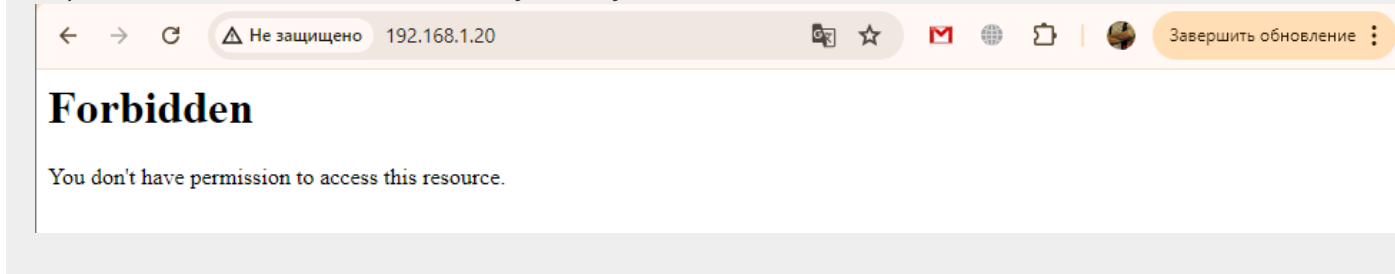 Не защищено 192.168.1.20 Завершить обновление
Forbidden
You don't have permission to access this resource.